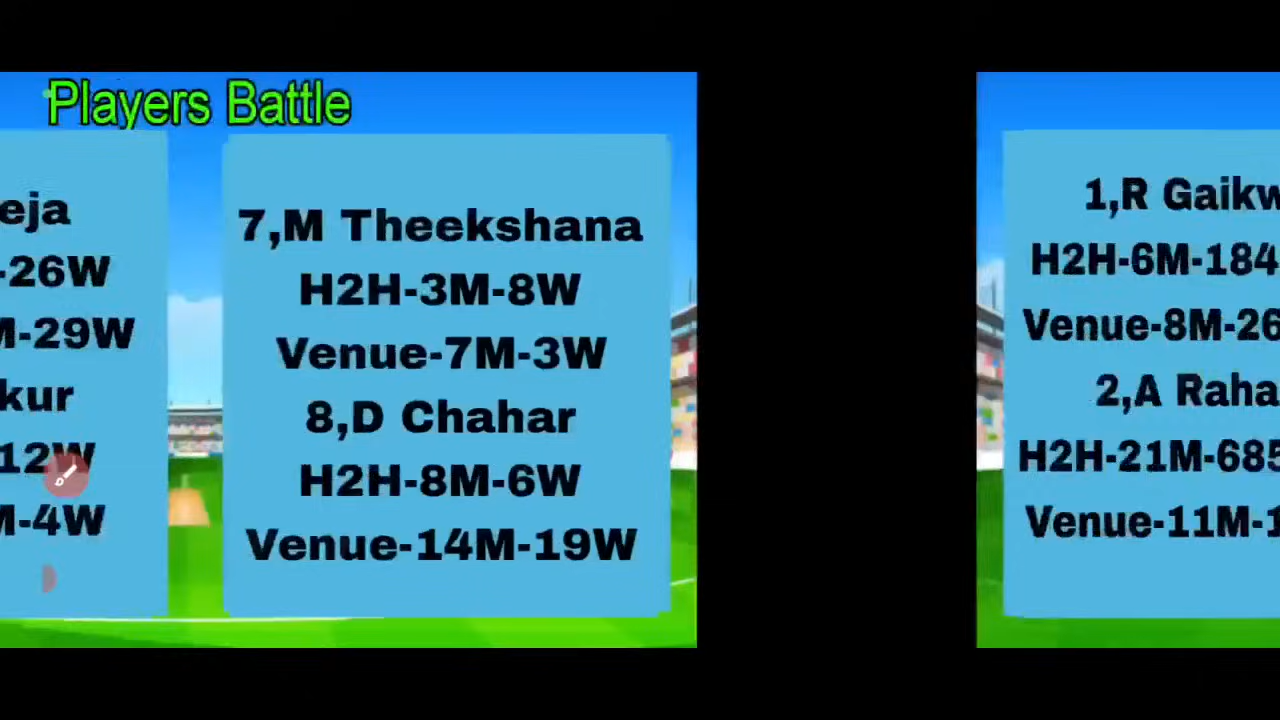 Players Battle
eja
-26W
M-29W
kur
12W
M-4W
7,M Theekshana
H2H-3M-8W
Venue-7M-3W
8,D Chahar
H2H-8M-6W
Venue-14M-19W
1,R Gaikw
H2H-6M-184
Venue-8M-26
2,A Raha
H2H-21M-685
Venue-11M-1